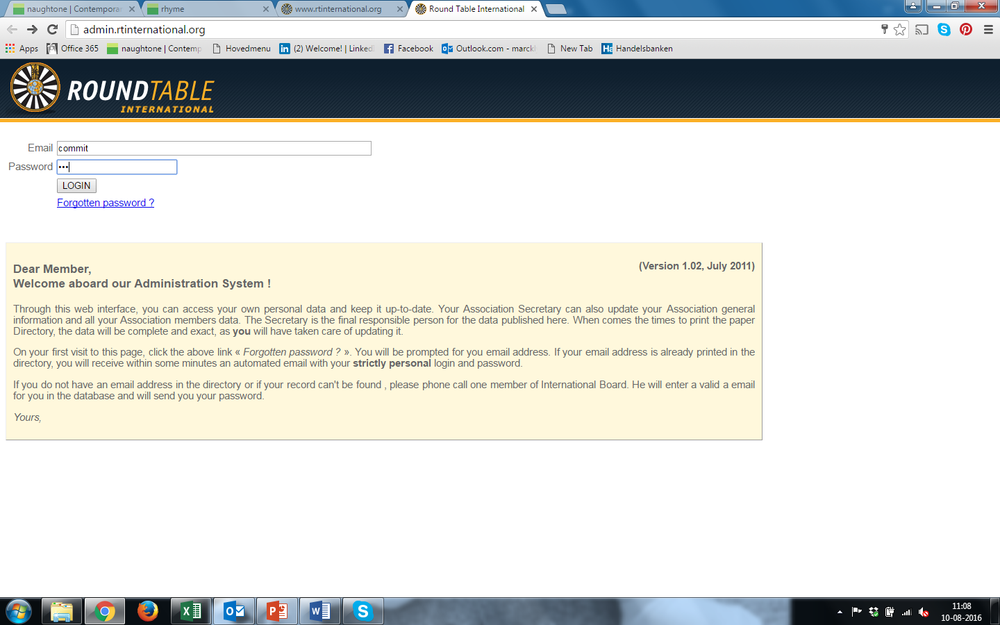 naughtone | Contemporar
rhyme
www.rtinternational.org
Round Table International
admin.rtinternational.org
Apps
Office 365
naughtone | Contemp
Hovedmenu
(2) Welcome! | LinkedI
Facebook
Outlook.com - marckh
New Tab
Handelsbanken
ROUNDTABLE
INTERNATIONAL
Email commit
Password •••
LOGIN
Forgotten password ?
Dear Member,
(Version 1.02, July 2011)
Welcome aboard our Administration System !
Through this web interface, you can access your own personal data and keep it up-to-date. Your Association Secretary can also update your Association general
information and all your Association members data. The Secretary is the final responsible person for the data published here. When comes the times to print the paper
Directory, the data will be complete and exact, as you will have taken care of updating it.
On your first visit to this page, click the above link « Forgotten password ? ». You will be prompted for you email address. If your email address is already printed in the
directory, you will receive within some minutes an automated email with your strictly personal login and password.
If you do not have an email address in the directory or if your record can't be found , please phone call one member of International Board. He will enter a valid a email
for you in the database and will send you your password.
Yours,
11:08
10-08-2016